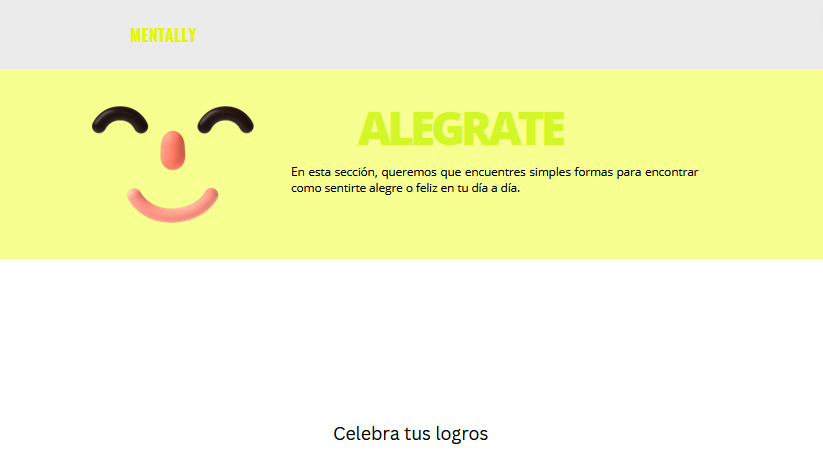 MENTALLY
ALEGRATE
En esta sección, queremos que encuentres simples formas para encontrar
como sentirte alegre o feliz en tu día a día.
Celebra tus logros